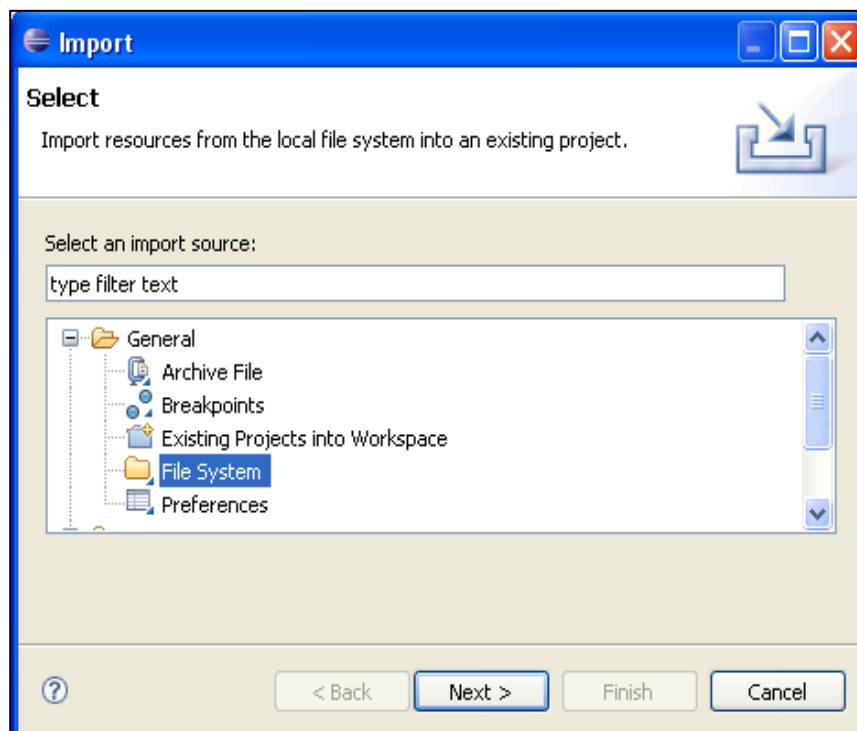 Import
Select
Import resources from the local file system into an existing project.
Select an import source:
type filter text
General
Archive File
Breakpoints
Existing Projects into Workspace
File System
Preferences
?
< Back Next > Finish Cancel